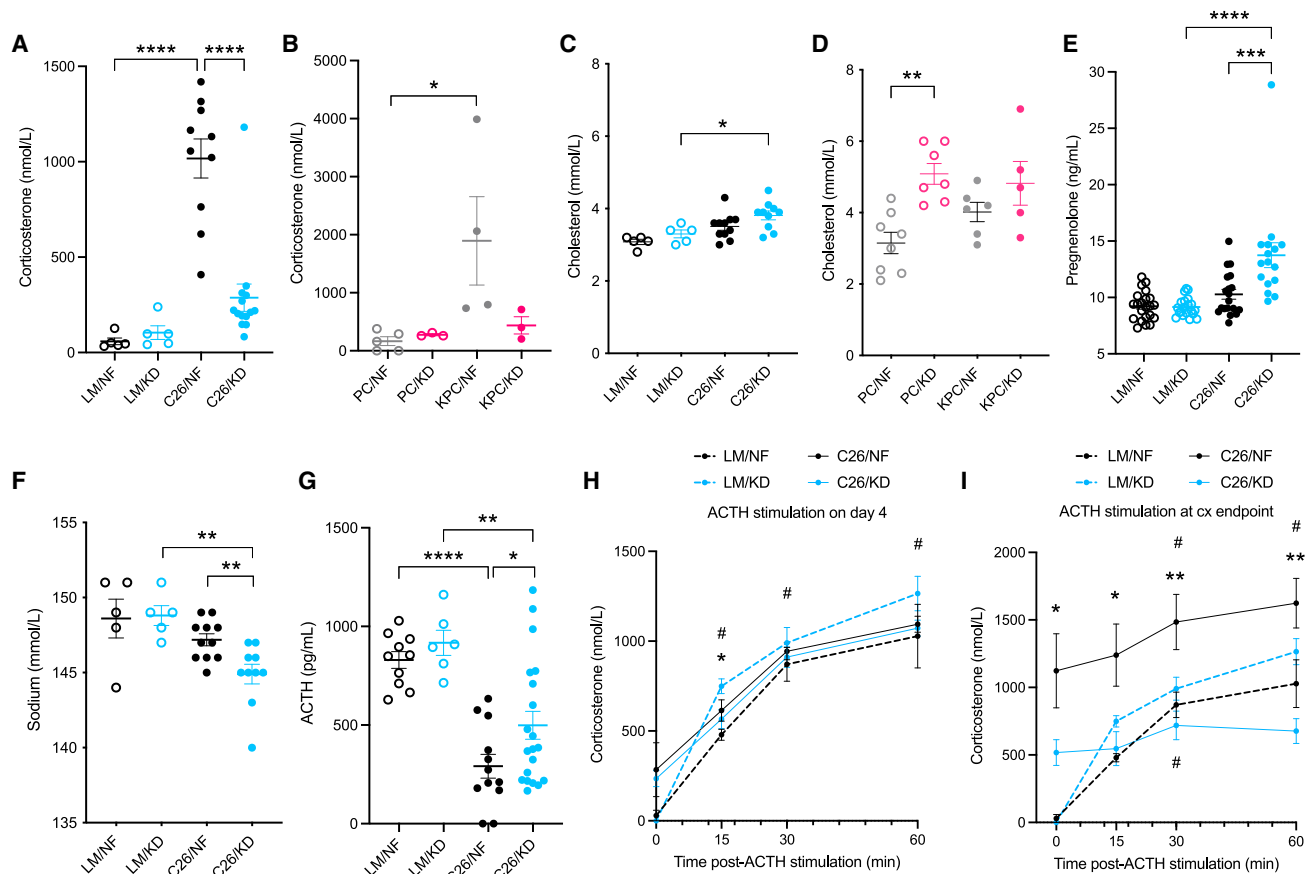 A
****
****
Corticosterone (nmol/L)
1500
1000
500
0
LM/NF
LM/KD
C26/NF
C26/KD
B
*
Corticosterone (nmol/L)
5000
4000
3000
2000
1000
500
0
PC/NF
PC/KD
KPC/NF
KPC/KD
C
*
Cholesterol (mmol/L)
8
6
4
2
0
LM/NF
LM/KD
C26/NF
C26/KD
D
**
Cholesterol (mmol/L)
8
6
4
2
0
PC/NF
PC/KD
KPC/NF
KPC/KD
E
****
***
Pregnenolone (ng/mL)
30
25
20
15
10
5
LM/NF
LM/KD
C26/NF
C26/KD
F
**
**
Sodium (mmol/L)
155
150
145
140
135
LM/NF
LM/KD
C26/NF
C26/KD
G
**
****
*
ACTH (pg/mL)
1500
1000
500
0
LM/NF
LM/KD
C26/NF
C26/KD
LM/NF C26/NF
LM/KD C26/KD
H
ACTH stimulation on day 4
#
*
#
#
Corticosterone (nmol/L)
1500
1000
500
0
0 15 30 60
Time post-ACTH stimulation (min)
LM/NF C26/NF
LM/KD C26/KD
I
ACTH stimulation at cx endpoint
*
*
#
**
#
**
#
Corticosterone (nmol/L)
2000
1500
1000
500
0
0 15 30 60
Time post-ACTH stimulation (min)